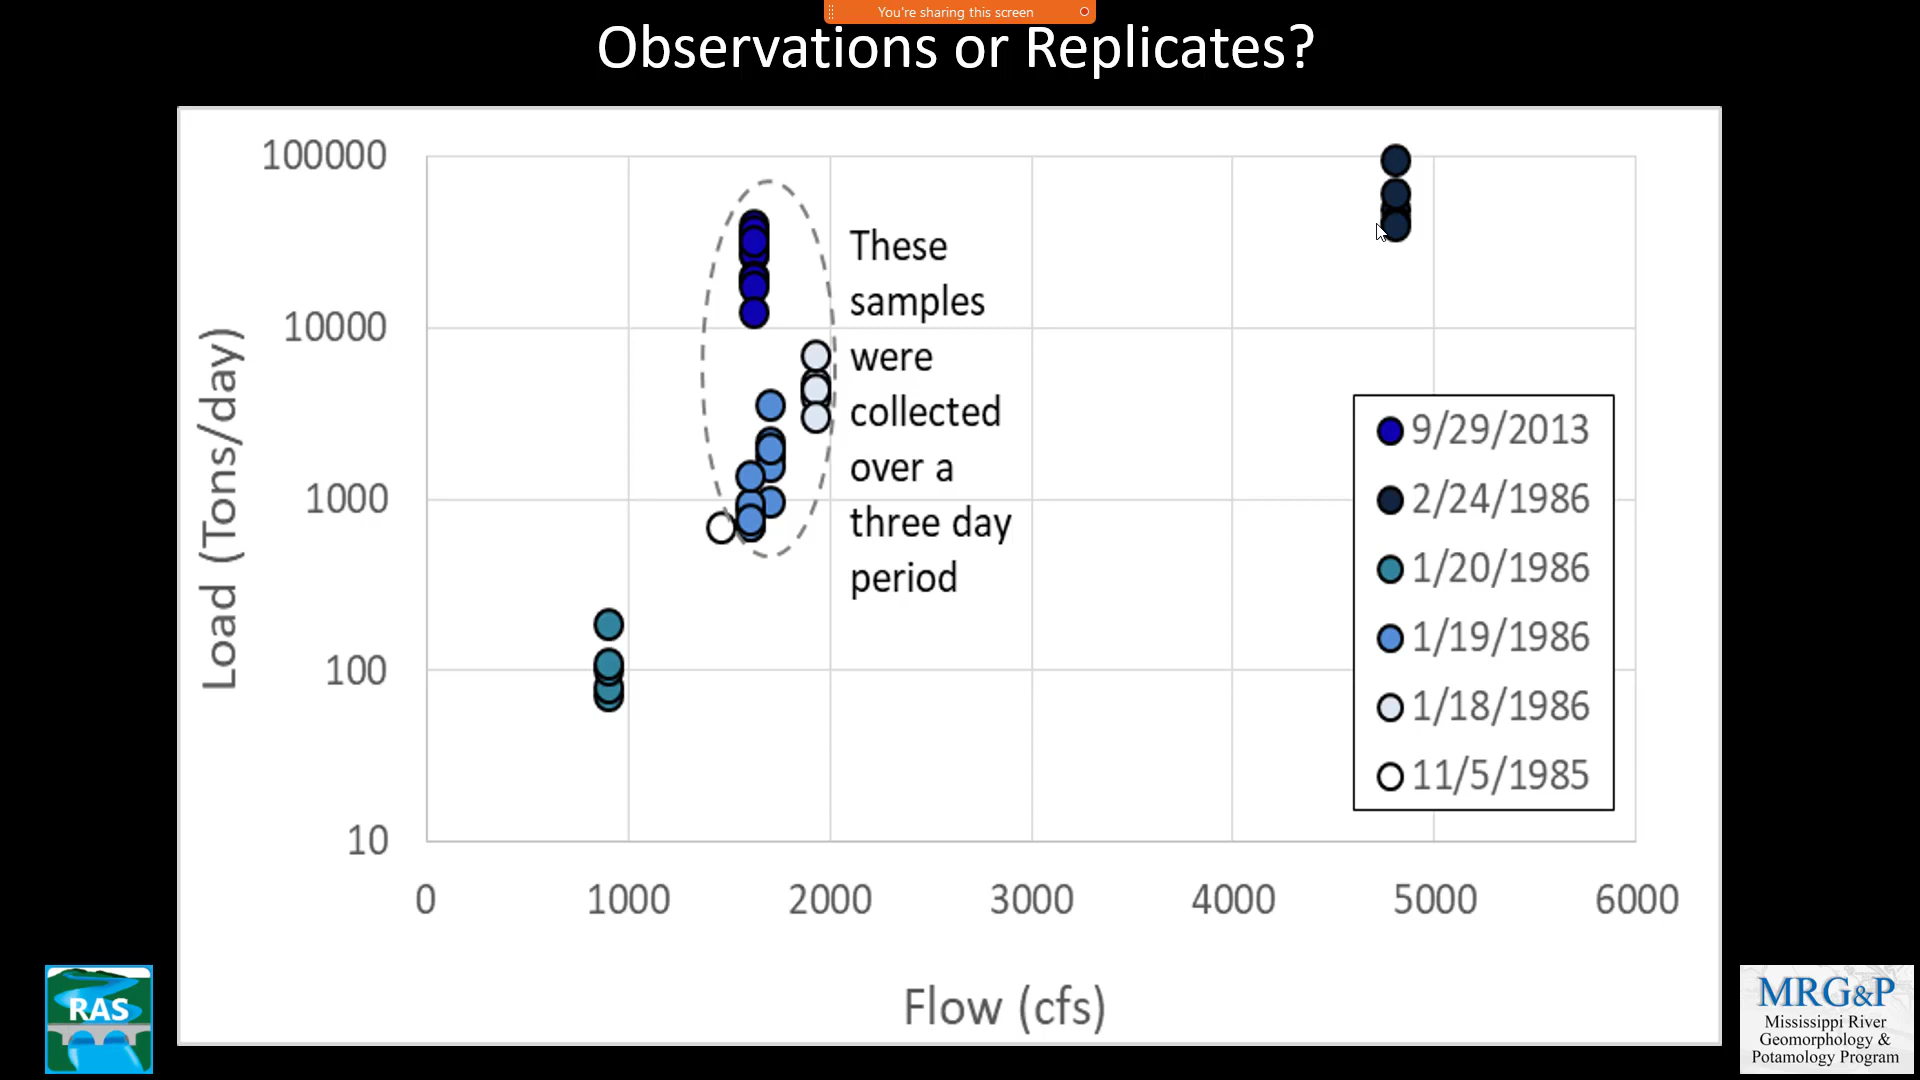 You're sharing this screen
Observations or Replicates?
100000
10000
1000
100
10
Load (Tons/day)
These
samples
were
collected
over a
three day
period
9/29/2013
2/24/1986
1/20/1986
1/19/1986
1/18/1986
11/5/1985
0 1000 2000 3000 4000 5000 6000
Flow (cfs)
RAS
MRG&P
Mississippi River
Geomorphology &
Potamology Program